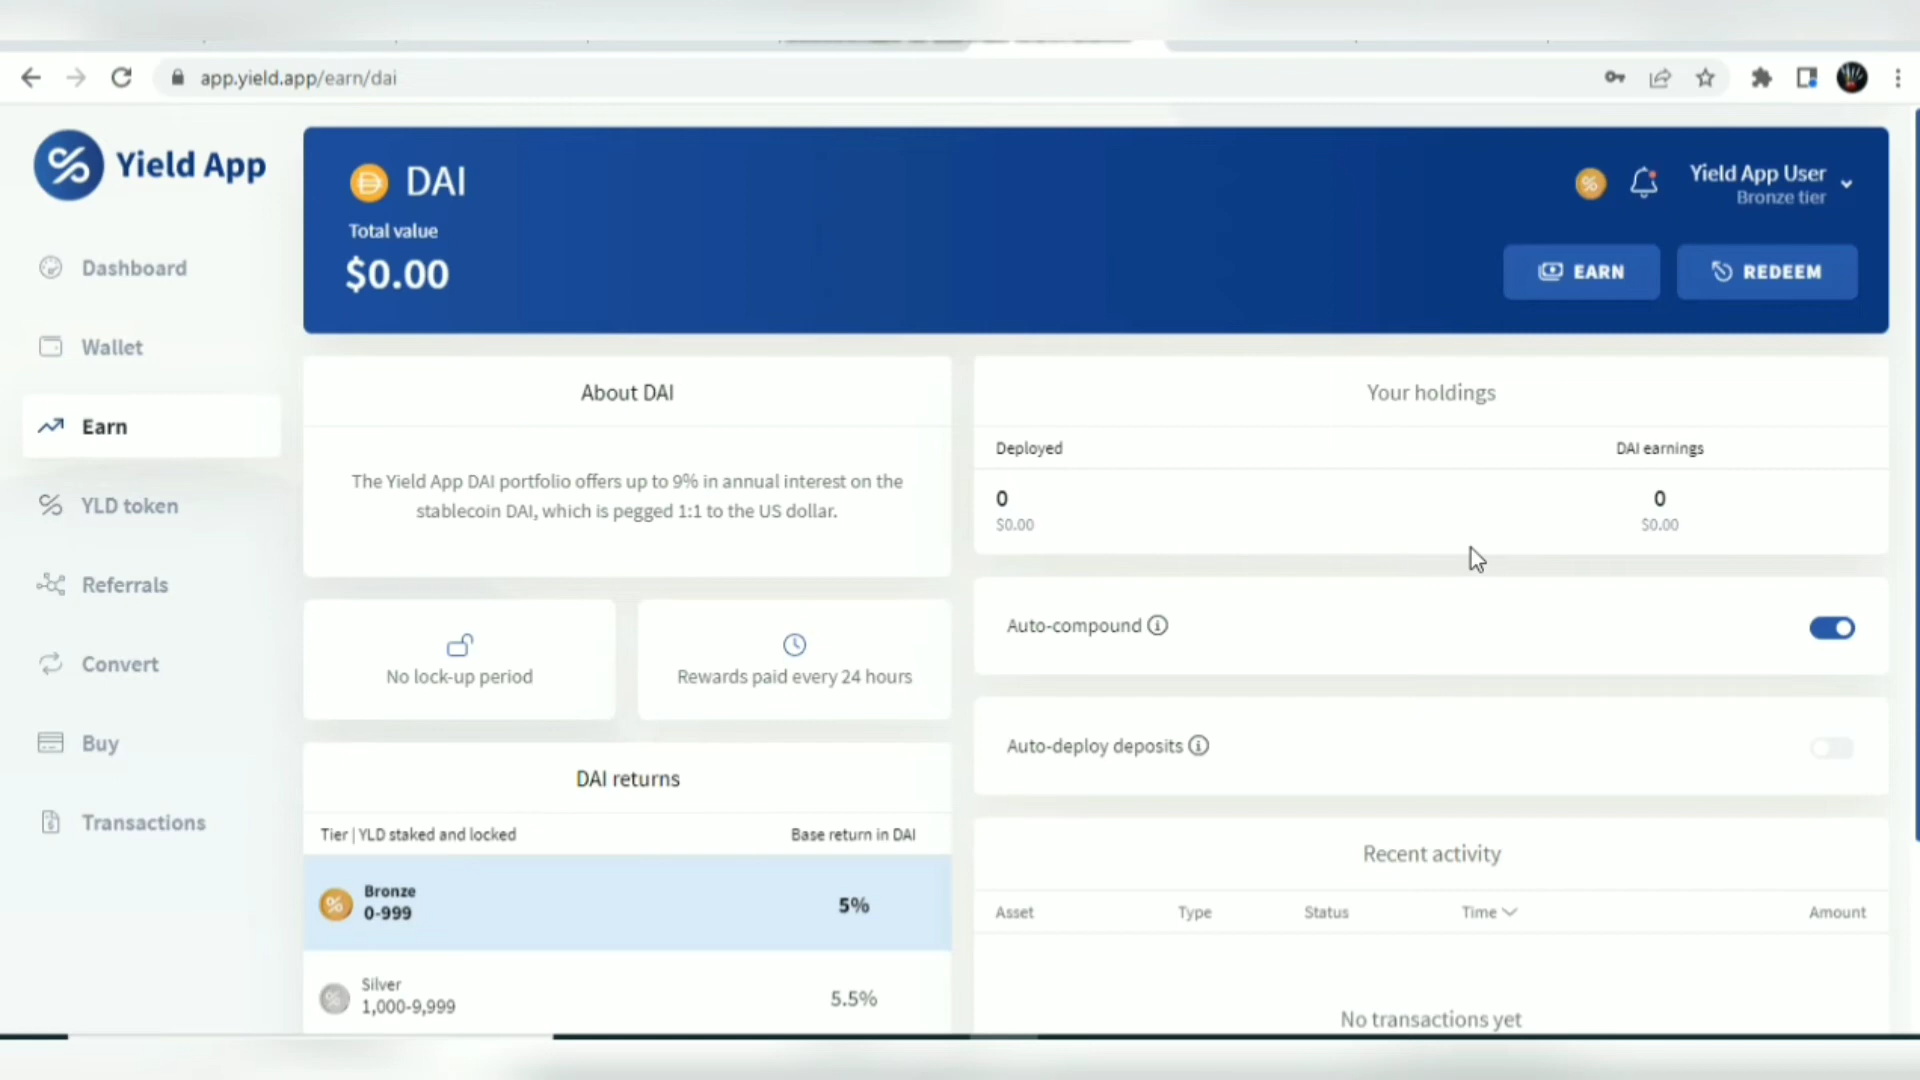 app.yield.app/earn/dai
Yield App
Dashboard
Wallet
Earn
YLD token
Referrals
Convert
Buy
Transactions
DAI
Total value
$0.00
Yield App User
Bronze tier
EARN
REDEEM
About DAI
The Yield App DAI portfolio offers up to 9% in annual interest on the
stablecoin DAI, which is pegged 1:1 to the US dollar.
No lock-up period
Rewards paid every 24 hours
DAI returns
Tier | YLD staked and locked
Base return in DAI
Bronze
0-999
5%
Silver
1,000-9,999
5.5%
Your holdings
Deployed
DAI earnings
0
$0.00
0
$0.00
Auto-compound
Auto-deploy deposits
Recent activity
Asset
Type
Status
Time
Amount
No transactions yet